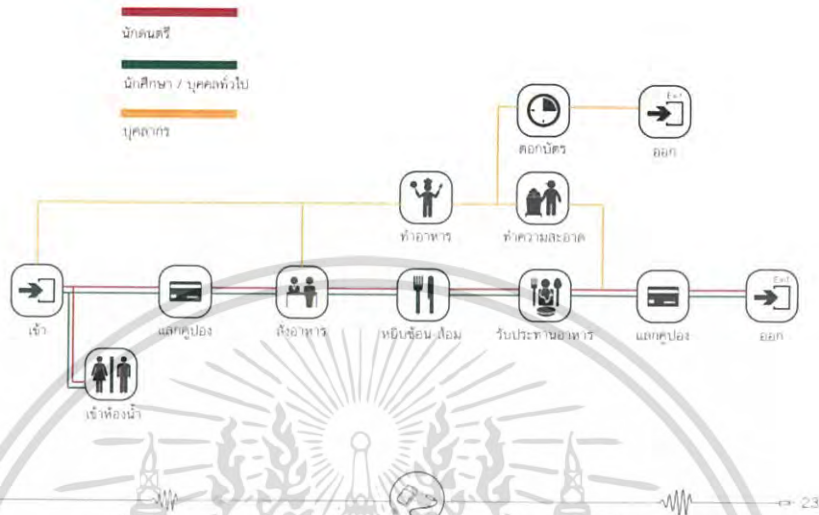 นักดนตรี
นักศึกษา / บุคคลทั่วไป
บุคลากร
Exit
ตอกบัตร
ออก
ทำอาหาร
ทำความสะอาด
Exit
เข้า
แลกคูปอง
สั่งอาหาร
หยิบช้อน-ส้อม
รับประทานอาหาร
แลกคูปอง
ออก
เข้าห้องน้ำ
23